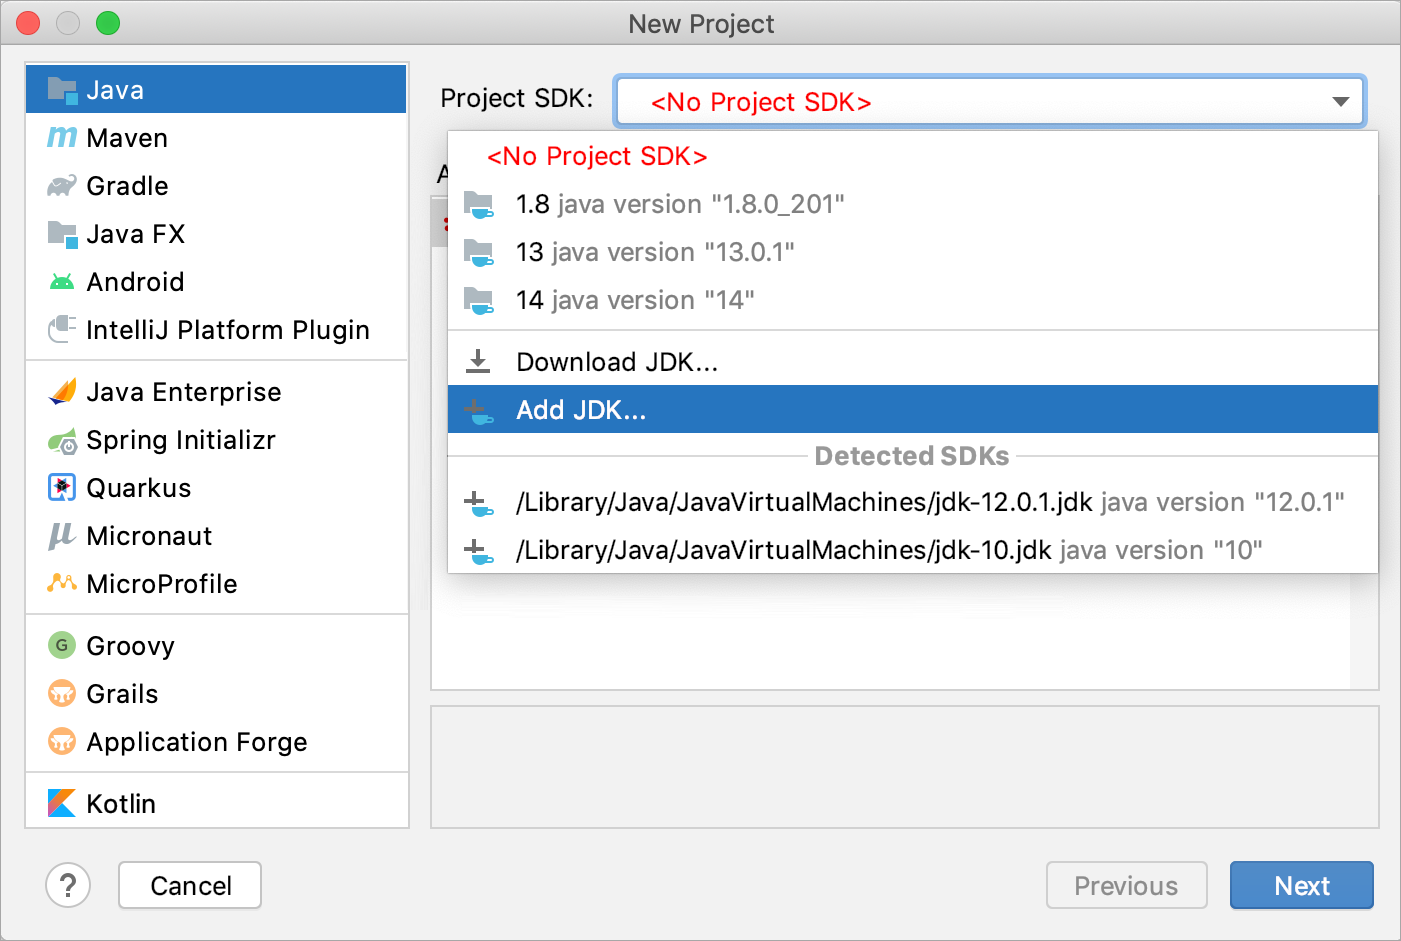 New Project
Java
Maven
Gradle
Java FX
Android
IntelliJ Platform Plugin
Java Enterprise
Spring Initializr
Quarkus
Micronaut
MicroProfile
G Groovy
Grails
Application Forge
Kotlin
Project SDK: <No Project SDK>
<No Project SDK>
1.8 java version "1.8.0_201"
13 java version "13.0.1"
14 java version "14"
Download JDK...
Add JDK...
Detected SDKs
/Library/Java/JavaVirtualMachines/jdk-12.0.1.jdk java version "12.0.1"
/Library/Java/JavaVirtualMachines/jdk-10.jdk java version "10"
? Cancel Previous Next